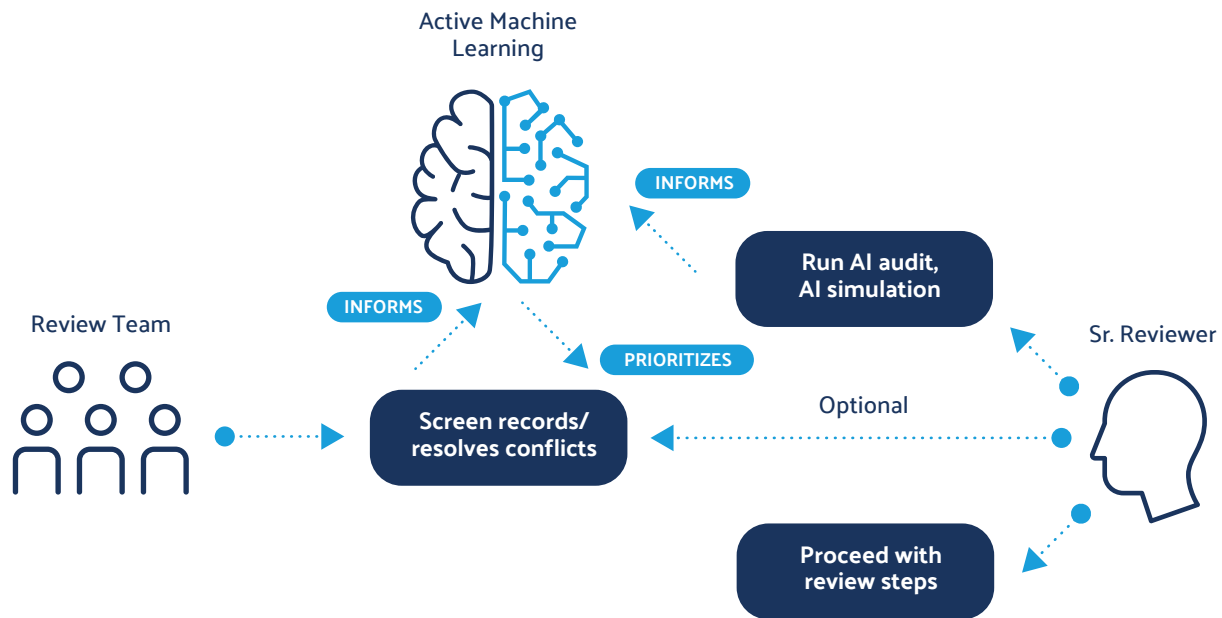 Active Machine
Learning
INFORMS
Run AI audit,
AI simulation
INFORMS
Review Team
Sr. Reviewer
PRIORITIZES
Optional
Screen records/
resolves conflicts
Proceed with
review steps